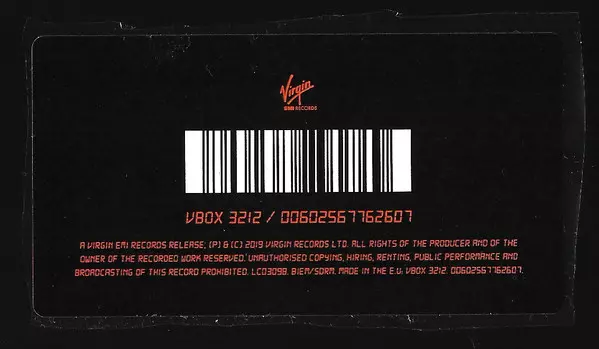 Virgin
EMI RECORDS
VBOX 3212 / 00602567762607
A VIRGIN EMI RECORDS RELEASE; (P) & (C) 2019 VIRGIN RECORDS LTD. ALL RIGHTS OF THE PRODUCER AND OF THE
OWNER OF THE RECORDED WORK RESERVED. UNAUTHORISED COPYING, HIRING, RENTING, PUBLIC PERFORMANCE AND
BROADCASTING OF THIS RECORD PROHIBITED. LC03098. BIEM/SDRM. MADE IN THE E.U. VBOX 3212. 00602567762607.